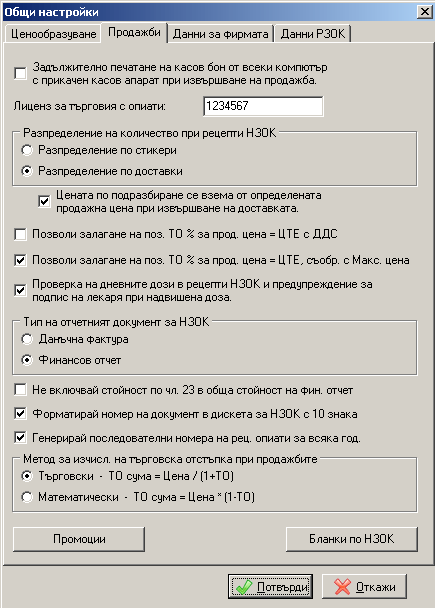 Общи настройки
Ценообразуване
Продажби
Данни за фирмата
Данни РЗОК
Задължително печатане на касов бон от всеки компютър
с прикачен касов апарат при извършване на продажба.
Лиценз за търговия с опиати: 1234567
Разпределение на количество при рецепти НЗОК
Разпределение по стикери
Разпределение по доставки
Цената по подразбиране се взема от определената
продажна цена при извършване на доставката.
Позволи залагане на поз. ТО % за прод. цена = ЦТЕ с ДДС
Позволи залагане на поз. ТО % за прод. цена = ЦТЕ, съобр. с Макс. цена
Проверка на дневните дози в рецепти НЗОК и предупреждение за
подпис на лекаря при надвишена доза.
Тип на отчетният документ за НЗОК
Данъчна фактура
Финансов отчет
Не включвай стойност по чл. 23 в обща стойност на фин. отчет
Форматирай номер на документ в дискета за НЗОК с 10 знака
Генерирай последователни номера на рец. опиати за всяка год.
Метод за изчисл. на търговска отстъпка при продажбите
Търговски - ТО сума = Цена / (1+ТО)
Математически - ТО сума = Цена * (1-ТО)
Промоции
Бланки по НЗОК
Потвърди
Откажи